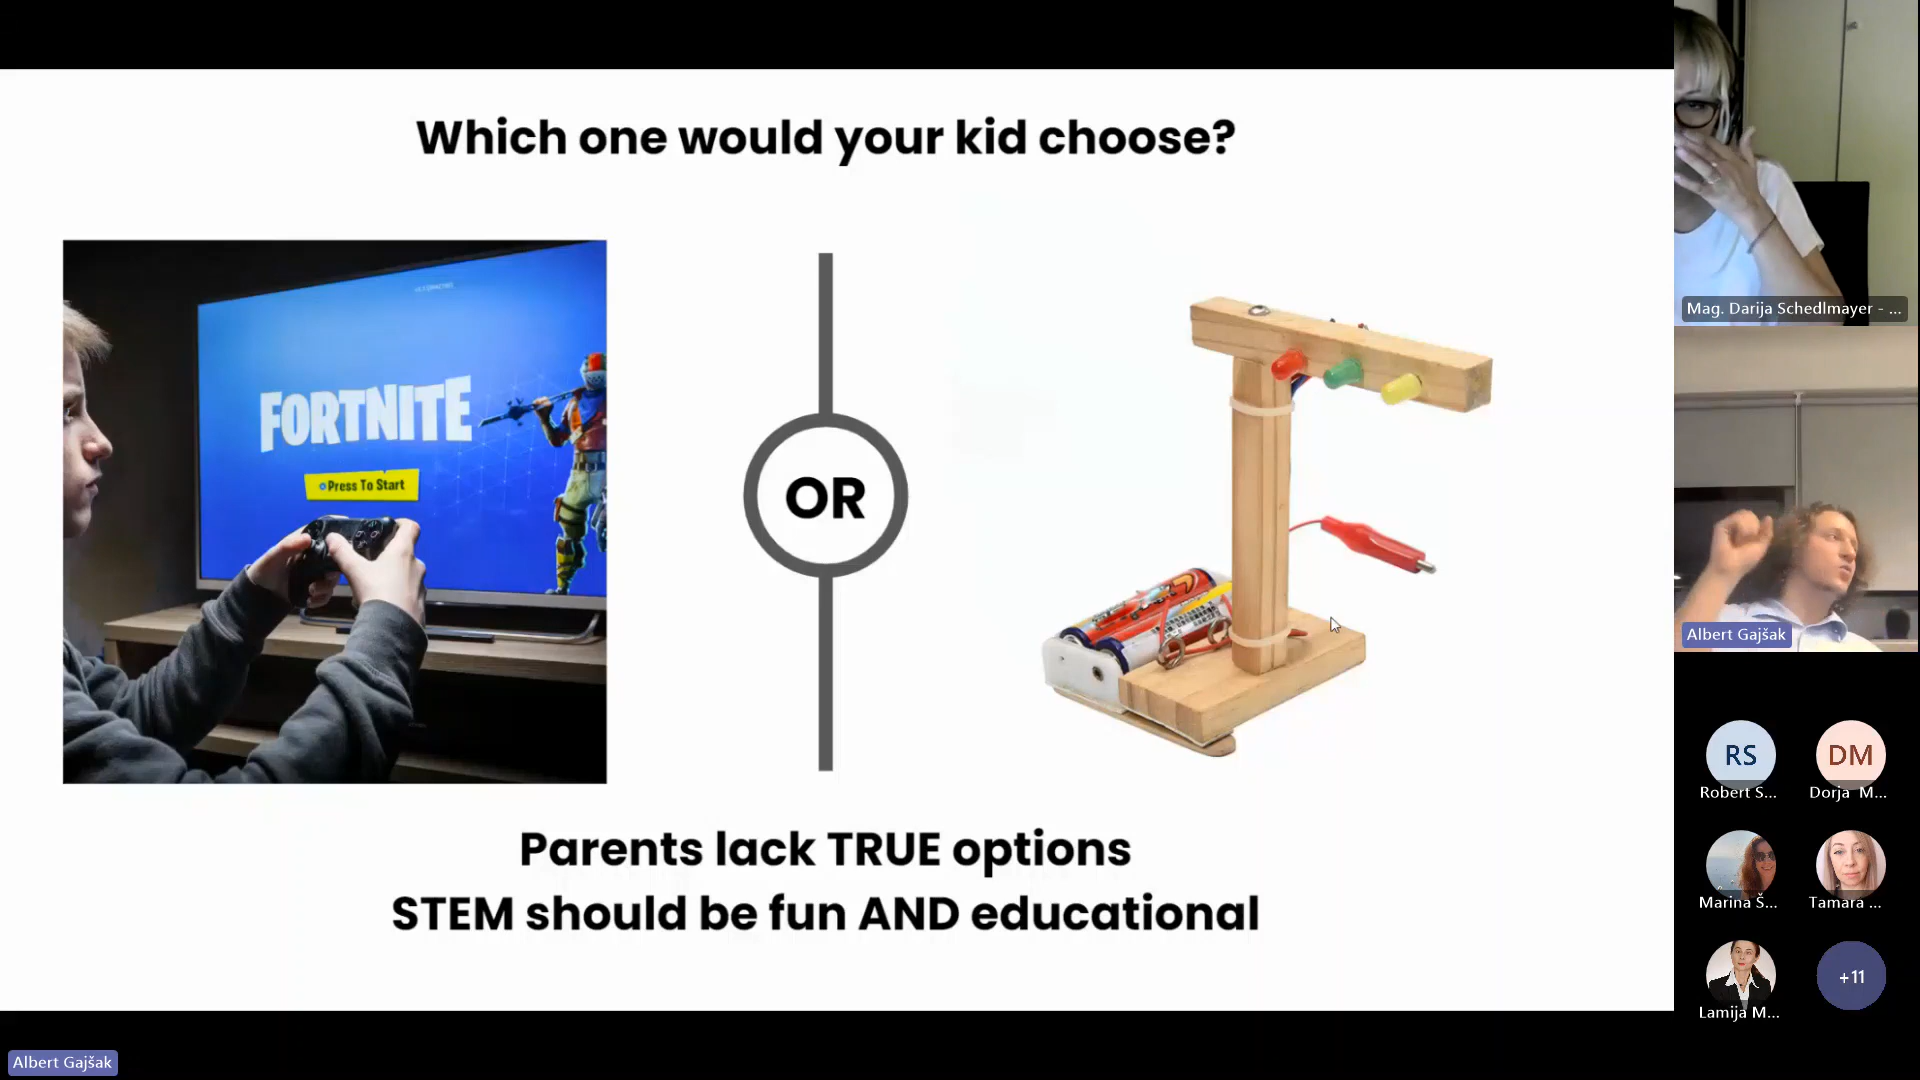 Which one would your kid choose?
FORTNITE
Press To Start
OR
Parents lack TRUE options
STEM should be fun AND educational
Mag. Darija Schedlmayer - ...
Albert Gajšak
RS
DM
Robert S...
Dorja M...
Marina Š...
Tamara ...
+11
Lamija M...
Albert Gajšak